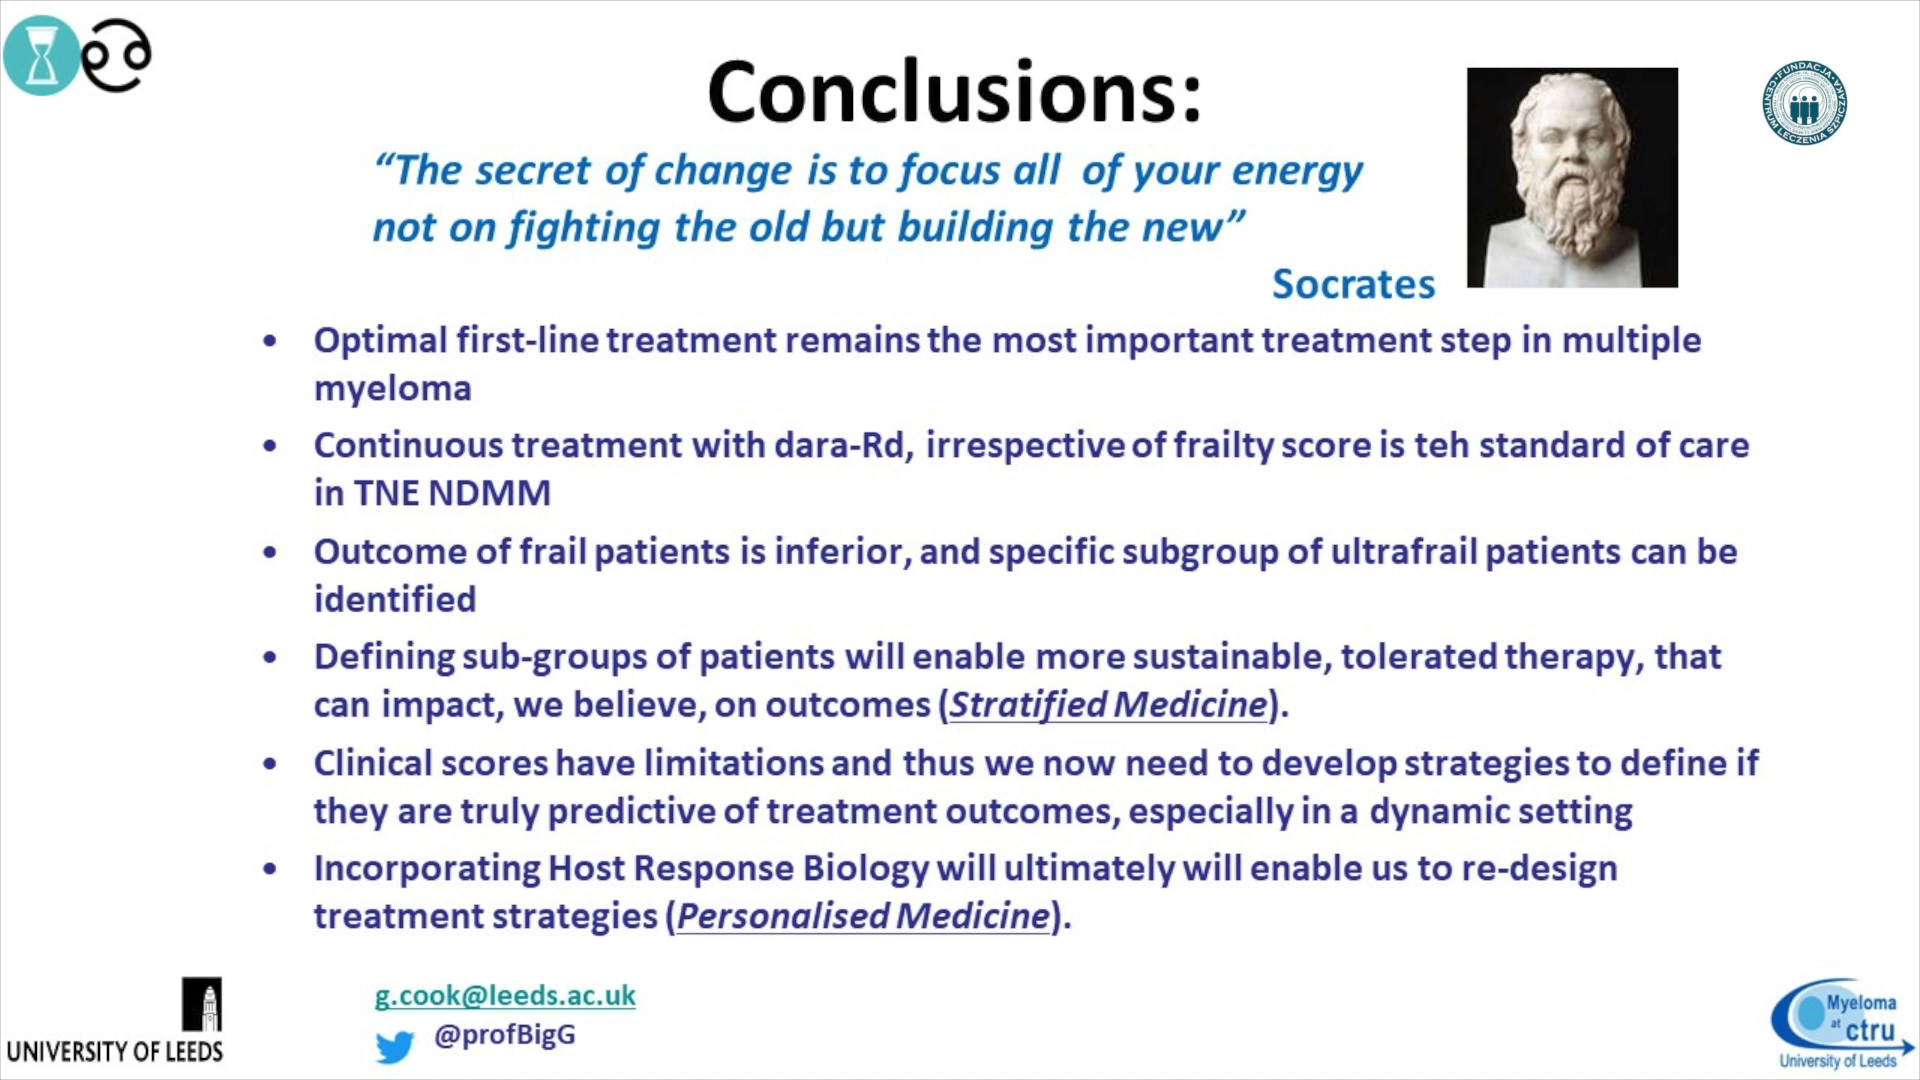 Conclusions:
FUNDACJA
CENTRUM LECZENIA SZPICZAKA
“The secret of change is to focus all of your energy
not on fighting the old but building the new”
Socrates
• Optimal first-line treatment remains the most important treatment step in multiple
myeloma
• Continuous treatment with dara-Rd, irrespective of frailty score is teh standard of care
in TNE NDMM
• Outcome of frail patients is inferior, and specific subgroup of ultrafrail patients can be
identified
• Defining sub-groups of patients will enable more sustainable, tolerated therapy, that
can impact, we believe, on outcomes (Stratified Medicine).
• Clinical scores have limitations and thus we now need to develop strategies to define if
they are truly predictive of treatment outcomes, especially in a dynamic setting
• Incorporating Host Response Biology will ultimately will enable us to re-design
treatment strategies (Personalised Medicine).
UNIVERSITY OF LEEDS
g.cook@leeds.ac.uk
@profBigG
Myeloma
at ctru
University of Leeds